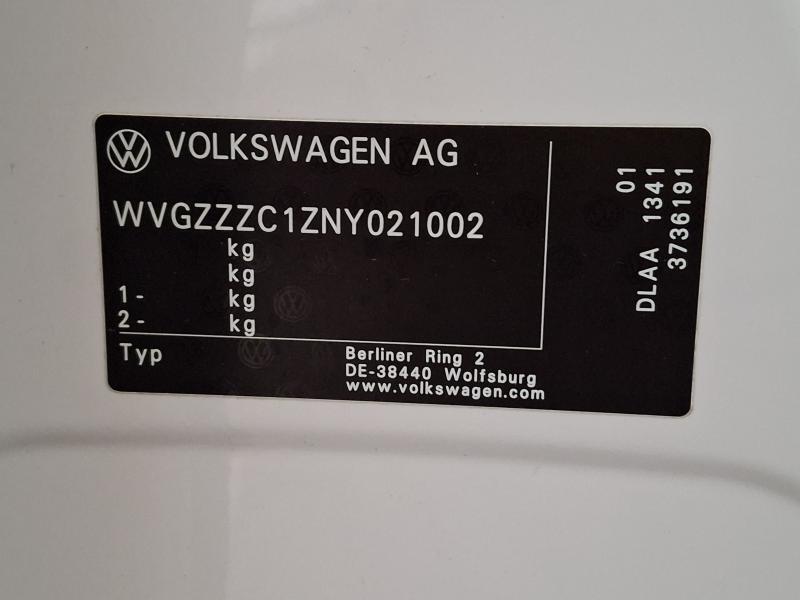 VOLKSWAGEN AG
WVGZZZC1ZNY021002
kg
kg
1- kg
2- kg
Typ
Berliner Ring 2
DE-38440 Wolfsburg
www.volkswagen.com
01
DLAA 1341
3736191